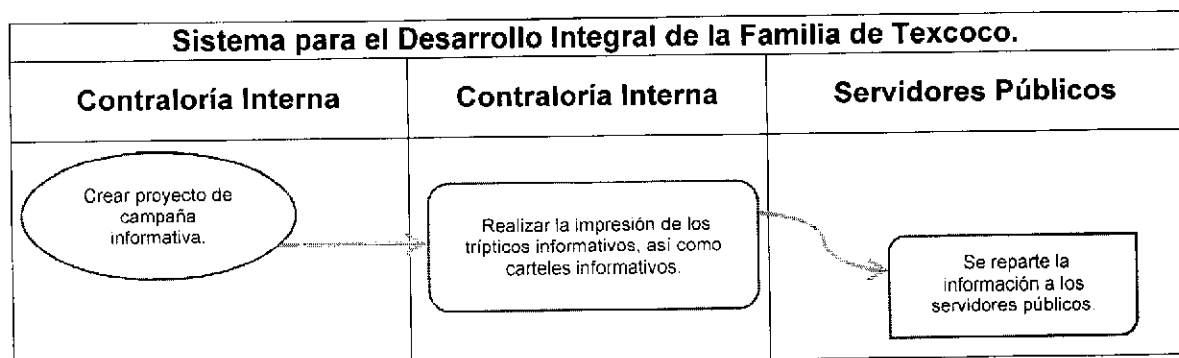 Sistema para el Desarrollo Integral de la Familia de Texcoco.
Contraloría Interna
Contraloría Interna
Servidores Públicos
Crear proyecto de
campaña
informativa.
Realizar la impresión de los
trípticos informativos, así como
carteles informativos.
Se reparte la
información a los
servidores públicos.